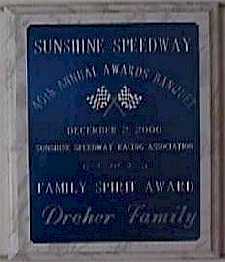 SUNSHINE SPEEDWAY
40TH ANNUAL AWARDS BANQUET
DECEMBER 2, 2000
SUNSHINE SPEEDWAY RACING ASSOCIATION
FAMILY SPIRIT AWARD
Dreher Family